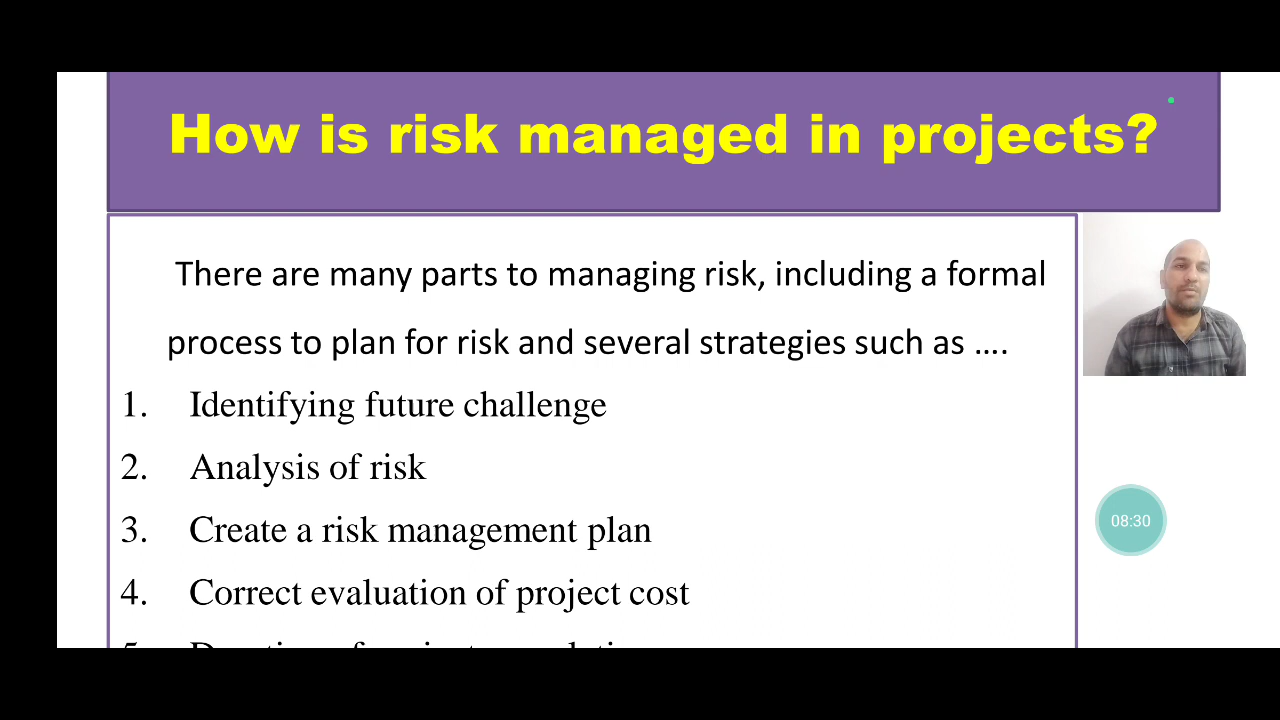 How is risk managed in projects?
There are many parts to managing risk, including a formal
process to plan for risk and several strategies such as ….
1. Identifying future challenge
2. Analysis of risk
3. Create a risk management plan
4. Correct evaluation of project cost
08:30